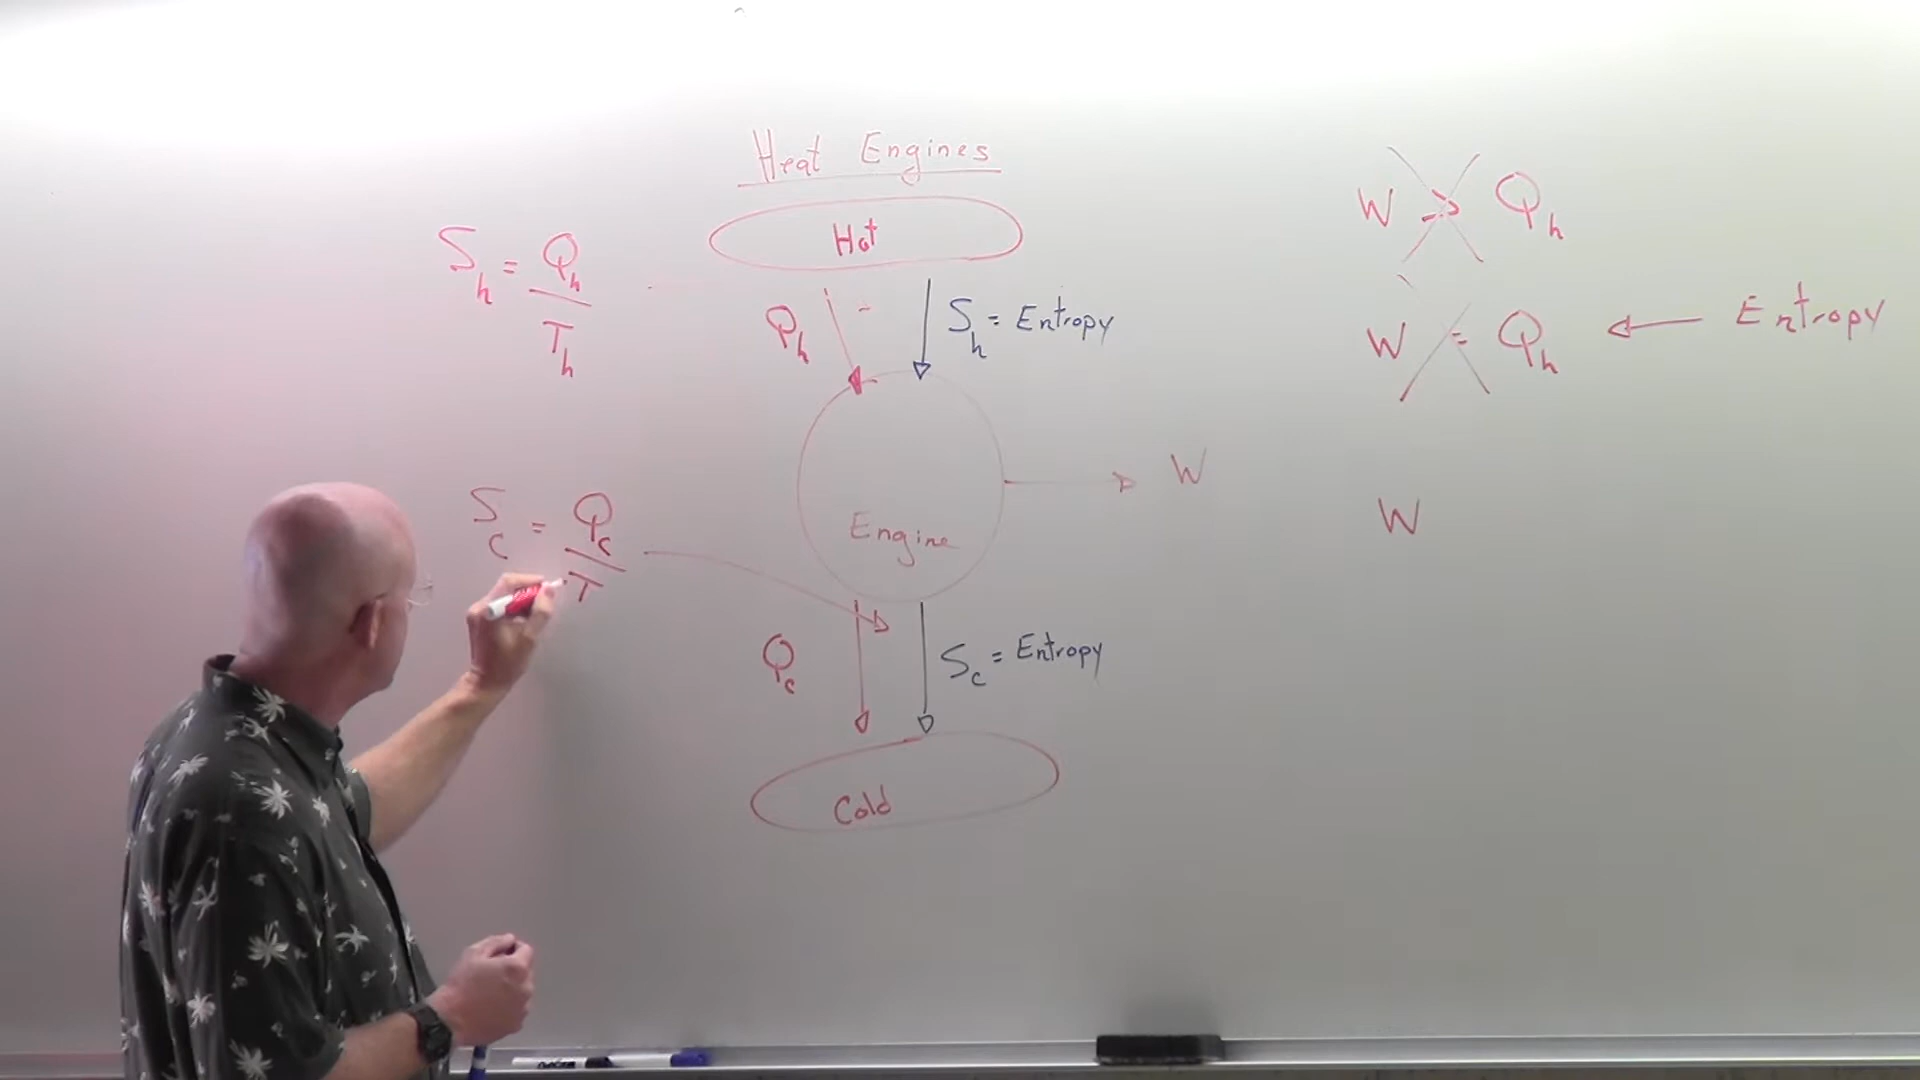 Heat Engines
Hot
S_h = Q_h / T_h
Q_h
S_h = Entropy
W > Q_h
W = Q_h ← Entropy
Engine
W
W
S_c = Q_c / T
Q_c
S_c = Entropy
Cold